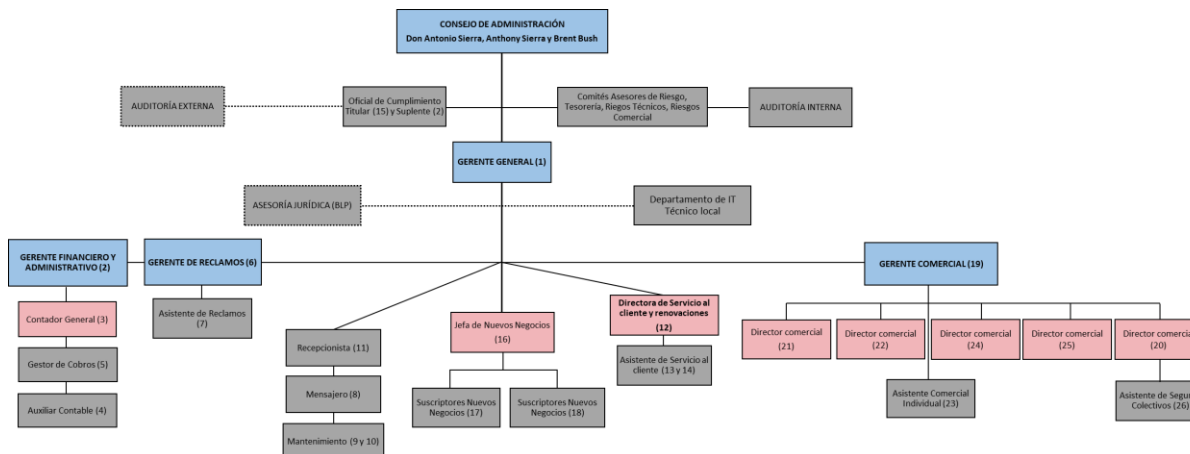 CONSEJO DE ADMINISTRACIÓN
Don Antonio Sierra, Anthony Sierra y Brent Bush
AUDITORÍA EXTERNA
Oficial de Cumplimiento
Titular (15) y Suplente (2)
Comités Asesores de Riesgo,
Tesorería, Riegos Técnicos, Riesgos
Comercial
AUDITORÍA INTERNA
GERENTE GENERAL (1)
ASESORÍA JURÍDICA (BLP)
Departamento de IT
Técnico local
GERENTE FINANCIERO Y
ADMINISTRATIVO (2)
GERENTE DE RECLAMOS (6)
GERENTE COMERCIAL (19)
Contador General (3)
Gestor de Cobros (5)
Auxiliar Contable (4)
Asistente de Reclamos
(7)
Recepcionista (11)
Mensajero (8)
Mantenimiento (9 y 10)
Jefa de Nuevos Negocios
(16)
Suscriptores Nuevos
Negocios (17)
Suscriptores Nuevos
Negocios (18)
Directora de Servicio al
cliente y renovaciones
(12)
Asistente de Servicio al
cliente (13 y 14)
Director comercial
(21)
Director comercial
(22)
Director comercial
(24)
Director comercial
(25)
Director comercial
(20)
Asistente Comercial
Individual (23)
Asistente de Segur
Colectivos (26)